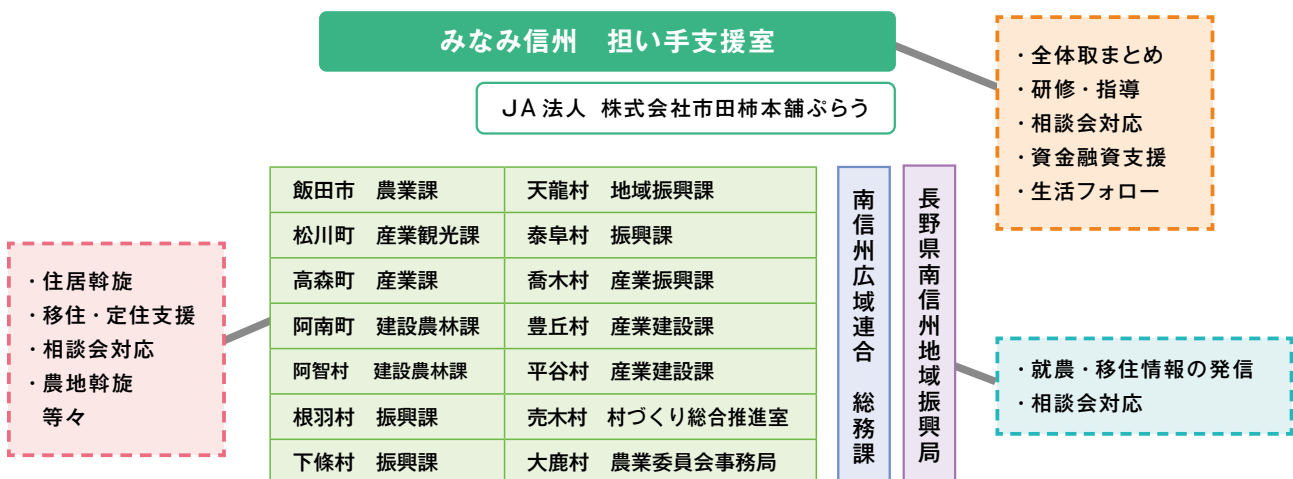 みなみ信州　担い手支援室
JA法人 株式会社市田柿本舗ぷらう
・全体取まとめ
・研修・指導
・相談会対応
・資金融資支援
・生活フォロー
飯田市　農業課
天龍村　地域振興課
松川町　産業観光課
泰阜村　振興課
高森町　産業課
喬木村　産業振興課
阿南町　建設農林課
豊丘村　産業建設課
阿智村　建設農林課
平谷村　産業建設課
根羽村　振興課
売木村　村づくり総合推進室
下條村　振興課
大鹿村　農業委員会事務局
南信州広域連合　総務課
長野県南信州地域振興局
・住居斡旋
・移住・定住支援
・相談会対応
・農地斡旋
等々
・就農・移住情報の発信
・相談会対応